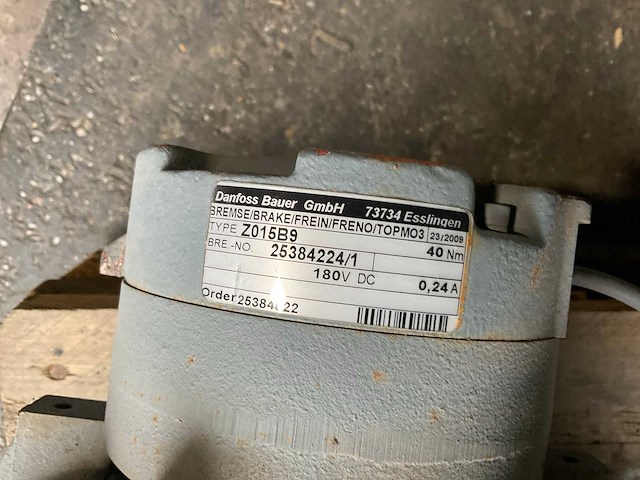 Danfoss Bauer GmbH 73734 Esslingen
BREMSE/BRAKE/FREIN/FRENO/TOPMO3 23/2009
TYPE Z015B9 40 Nm
BRE.-NO. 25384224/1
180V DC 0,24 A